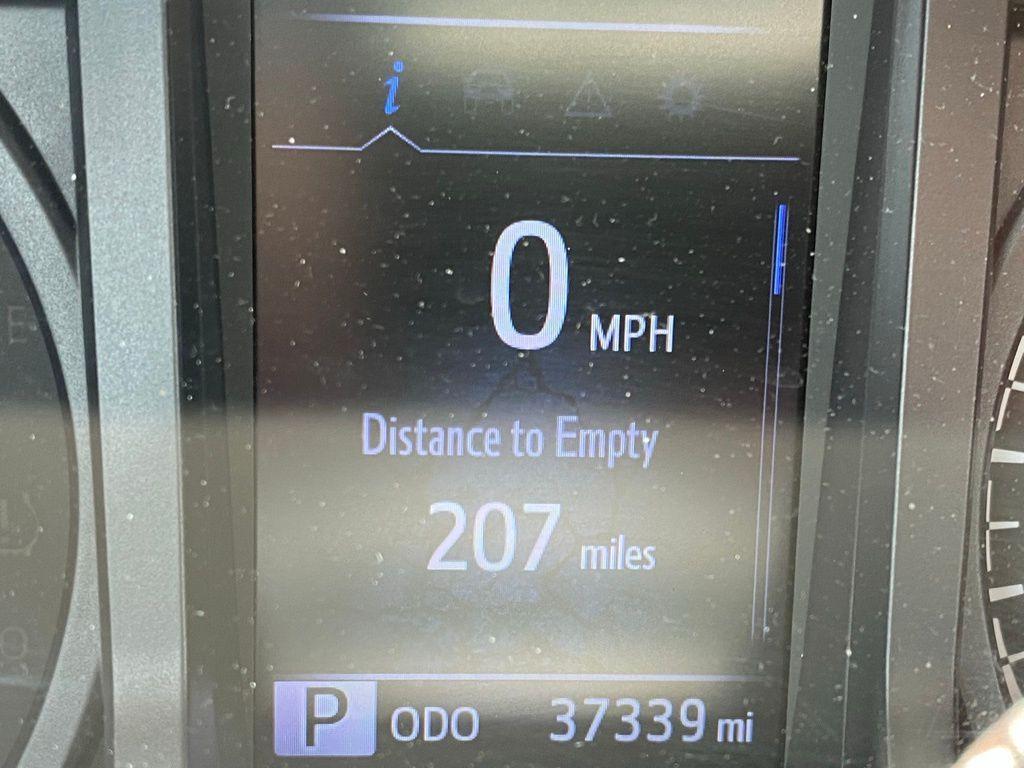 i
0 MPH
Distance to Empty
207 miles
P ODO 37339 mi
E